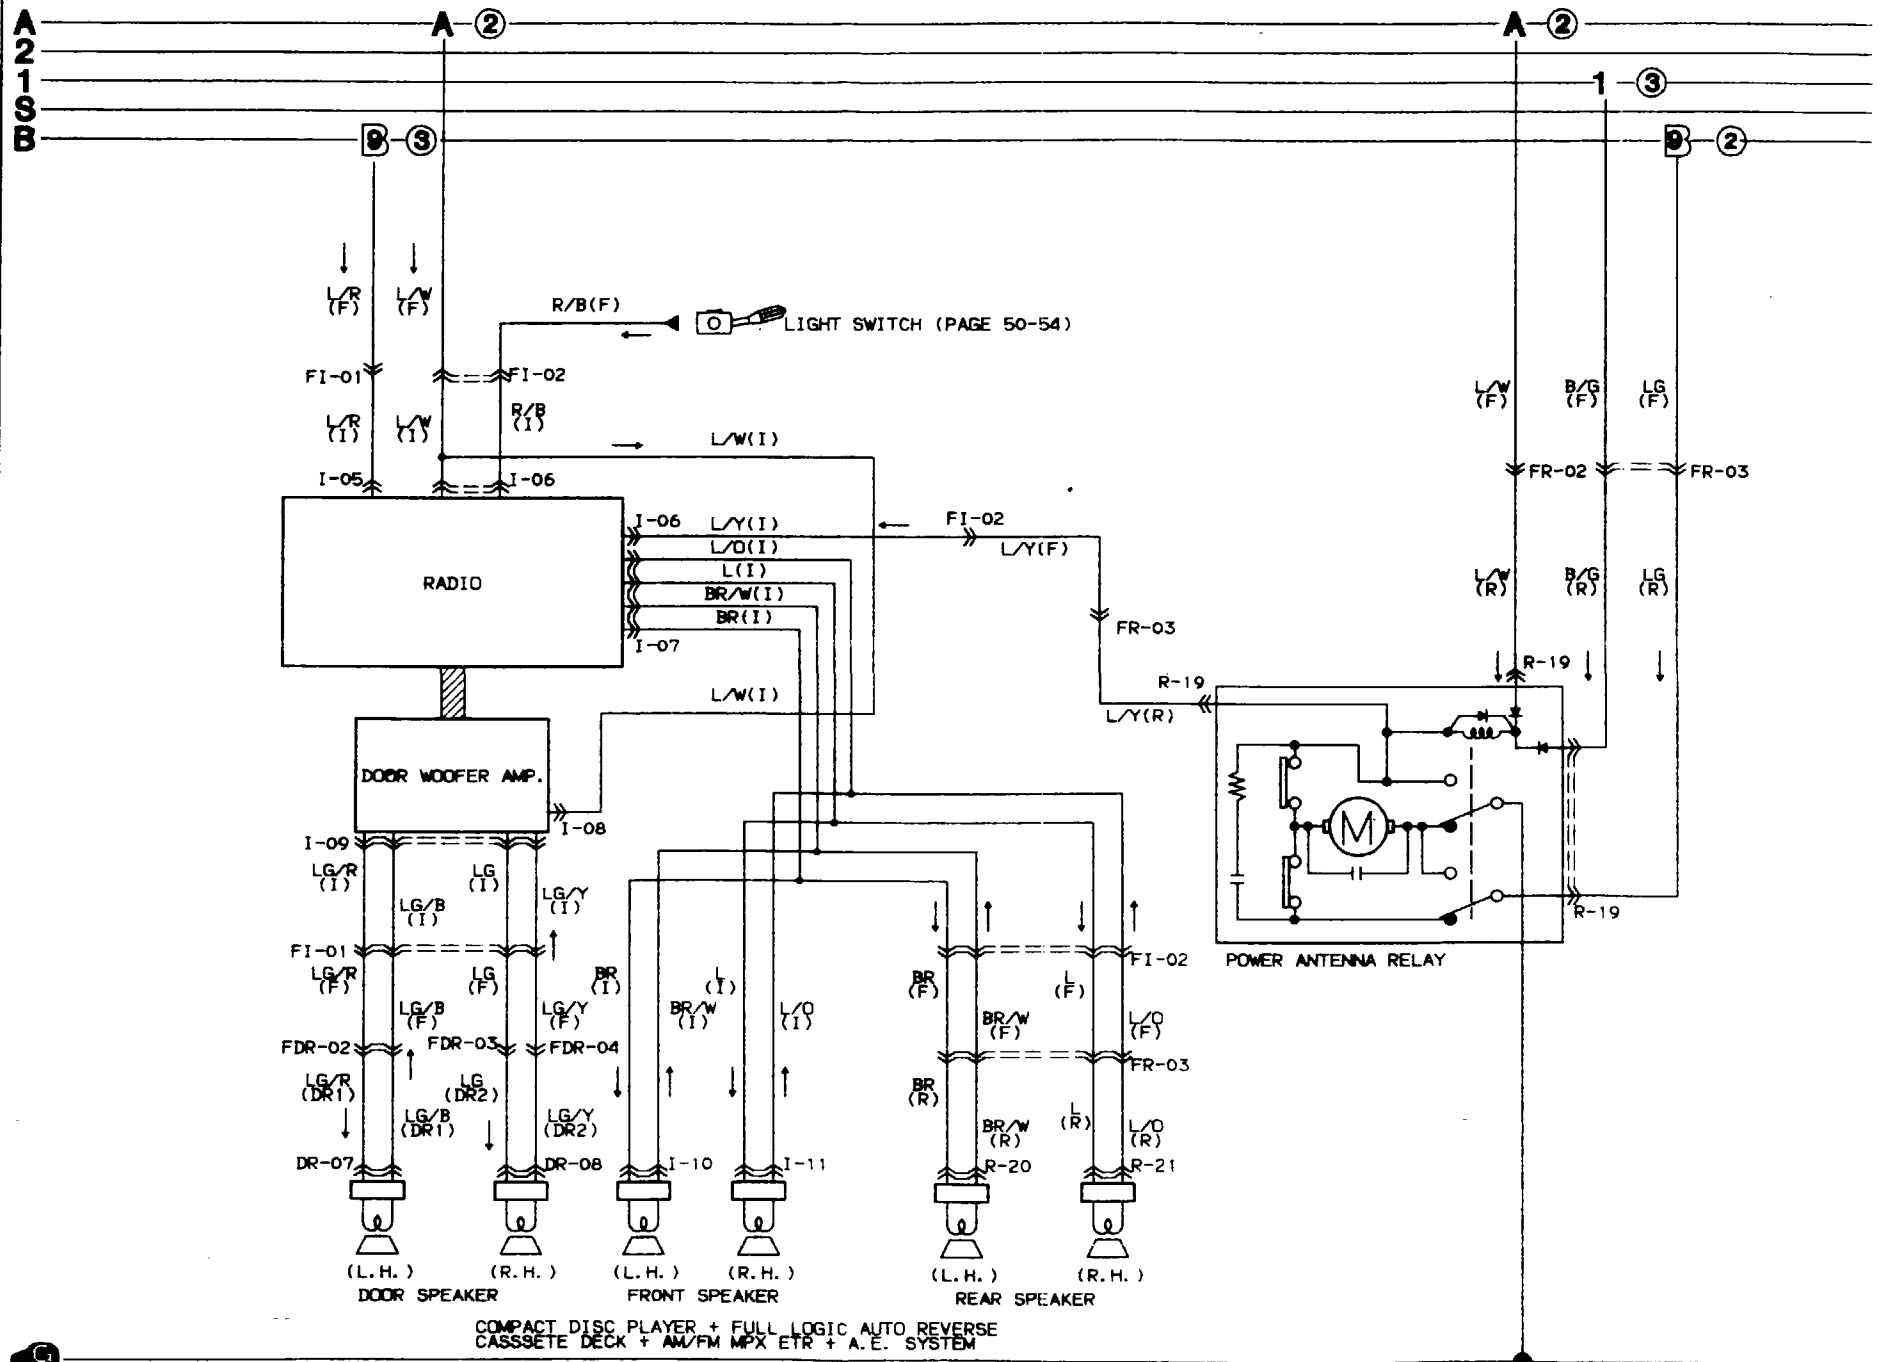 A A ② A ②
2
1 1 ③
S
B 9 ③ 9 ②
L/R (F)
L/W (F)
R/B(F)
LIGHT SWITCH (PAGE 50-54)
FI-01
FI-02
L/R (I)
L/W (I)
R/B (I)
L/W(I)
L/W (F)
B/G (F)
LG (F)
I-05
I-06
FR-02
FR-03
RADIO
I-06
L/Y(I)
FI-02
L/Y(F)
L/O(I)
L(I)
BR/W(I)
BR(I)
I-07
L/W (R)
B/G (R)
LG (R)
FR-03
R-19
R-19
L/W(I)
L/Y(R)
DOOR WOOFER AMP.
I-08
M
R-19
POWER ANTENNA RELAY
I-09
LG/R (I)
LG/B (I)
LG (I)
LG/Y (I)
FI-01
FI-02
LG/R (F)
LG/B (F)
LG (F)
LG/Y (F)
BR (I)
BR/W (I)
L (I)
L/O (I)
BR (F)
BR/W (F)
L (F)
L/O (F)
FDR-02
FDR-03
FDR-04
FR-03
LG/R (DR1)
LG/B (DR1)
LG (DR2)
LG/Y (DR2)
BR (R)
BR/W (R)
L (R)
L/O (R)
DR-07
DR-08
I-10
I-11
R-20
R-21
(L.H.) (R.H.) (L.H.) (R.H.) (L.H.) (R.H.)
DOOR SPEAKER
FRONT SPEAKER
REAR SPEAKER
COMPACT DISC PLAYER + FULL LOGIC AUTO REVERSE
CASSSETE DECK + AM/FM MPX ETR + A.E. SYSTEM